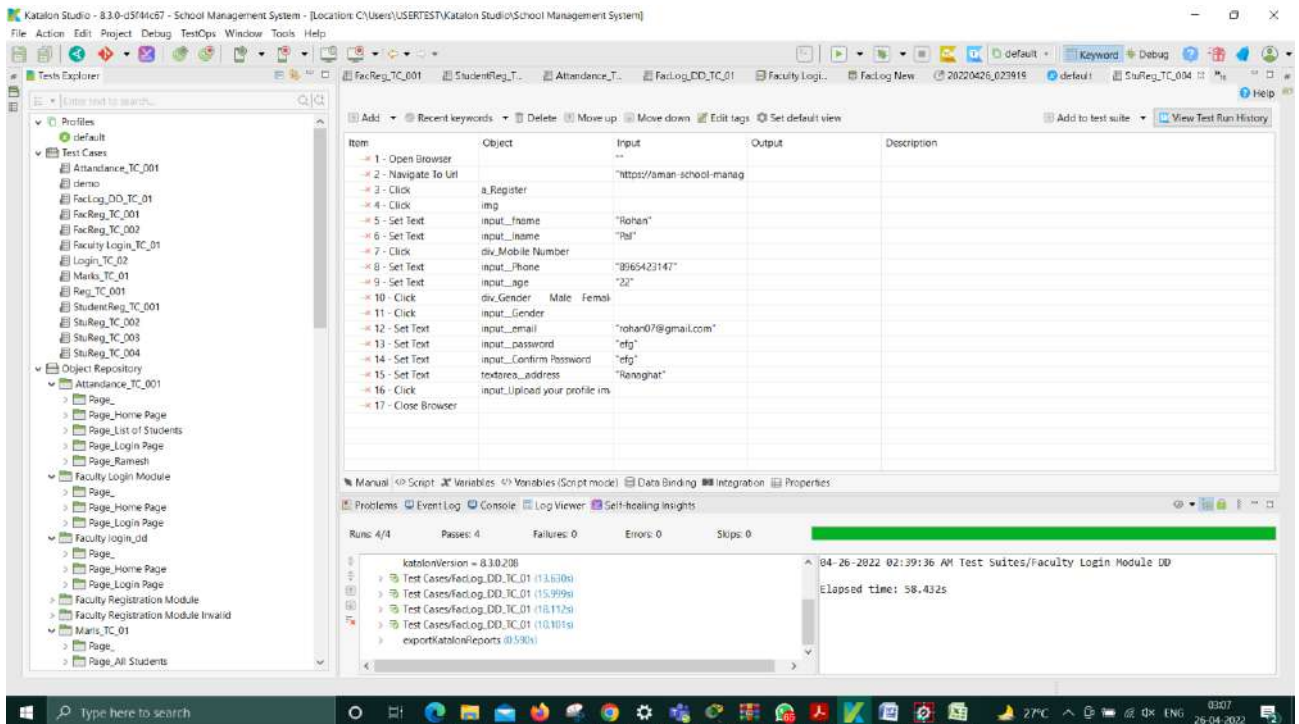 Katalon Studio - 8.3.0-d5f44c67 - School Management System - [Location: C:\Users\USERTEST\Katalon Studio\School Management System]
File Action Edit Project Debug TestOps Window Tools Help
default Keyword Debug
Tests Explorer
FacReg_TC_001 StudentReg_T... Attandance_T... FacLog_DD_TC_01 Faculty Logi... FacLog New 20220426_023919 default StuReg_TC_004
Enter text to search...
Help
Add Recent keywords Delete Move up Move down Edit tags Set default view Add to test suite View Test Run History
Profiles
default
Test Cases
Attandance_TC_001
demo
FacLog_DD_TC_01
FacReg_TC_001
FacReg_TC_002
Faculty Login_TC_01
Login_TC_02
Marks_TC_01
Reg_TC_001
StudentReg_TC_001
StuReg_TC_002
StuReg_TC_003
StuReg_TC_004
Object Repository
Attandance_TC_001
Page_
Page_Home Page
Page_List of Students
Page_Login Page
Page_Ramesh
Faculty Login Module
Page_
Page_Home Page
Page_Login Page
Faculty login_dd
Page_
Page_Home Page
Page_Login Page
Faculty Registration Module
Faculty Registration Module Invalid
Maris_TC_01
Page_
Page_All Students
Item Object Input Output Description
1 - Open Browser ""
2 - Navigate To Url "https://aman-school-manag
3 - Click a_Register
4 - Click img
5 - Set Text input__fname "Rohan"
6 - Set Text input__lname "Pal"
7 - Click div_Mobile Number
8 - Set Text input__Phone "8965423147"
9 - Set Text input__age "22"
10 - Click div_Gender Male Femal
11 - Click input__Gender
12 - Set Text input__email "rohan07@gmail.com"
13 - Set Text input__password "efg"
14 - Set Text input__Confirm Password "efg"
15 - Set Text textarea__address "Ranaghat"
16 - Click input_Upload your profile im
17 - Close Browser
Manual Script Variables Variables (Script mode) Data Binding Integration Properties
Problems Event Log Console Log Viewer Self-healing Insights
Runs: 4/4 Passes: 4 Failures: 0 Errors: 0 Skips: 0
katalonVersion = 8.3.0.208
Test Cases/FacLog_DD_TC_01 (13.630s)
Test Cases/FacLog_DD_TC_01 (15.999s)
Test Cases/FacLog_DD_TC_01 (18.112s)
Test Cases/FacLog_DD_TC_01 (10.101s)
exportKatalonReports (0.590s)
04-26-2022 02:39:36 AM Test Suites/Faculty Login Module DD
Elapsed time: 58.432s
Type here to search
27°C ENG 03:07
26-04-2022